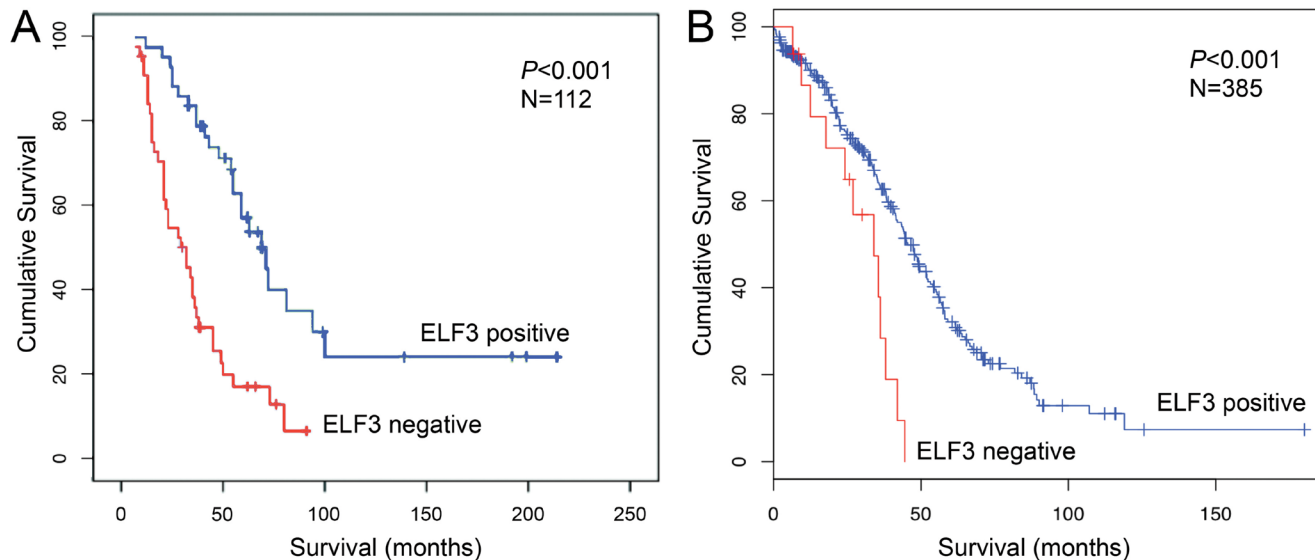 A
P<0.001
N=112
Cumulative Survival
100
80
60
40
20
0
ELF3 positive
ELF3 negative
0 50 100 150 200 250
Survival (months)
B
P<0.001
N=385
Cumulative Survival
100
80
60
40
20
0
ELF3 positive
ELF3 negative
0 50 100 150
Survival (months)